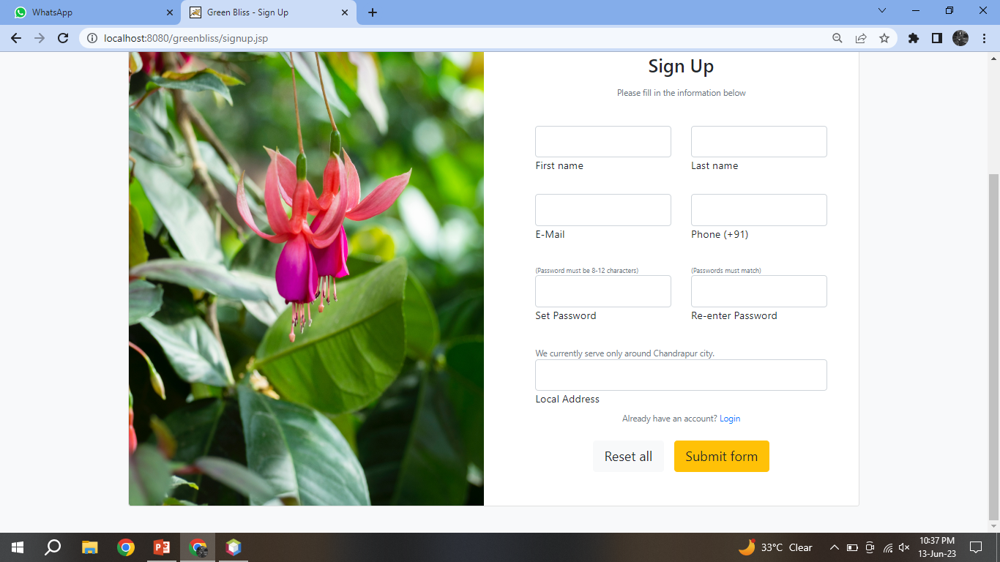 WhatsApp
Green Bliss - Sign Up
localhost:8080/greenbliss/signup.jsp
Sign Up
Please fill in the information below
First name
Last name
E-Mail
Phone (+91)
(Password must be 8-12 characters)
(Passwords must match)
Set Password
Re-enter Password
We currently serve only around Chandrapur city.
Local Address
Already have an account? Login
Reset all
Submit form
33°C Clear
10:37 PM
13-Jun-23